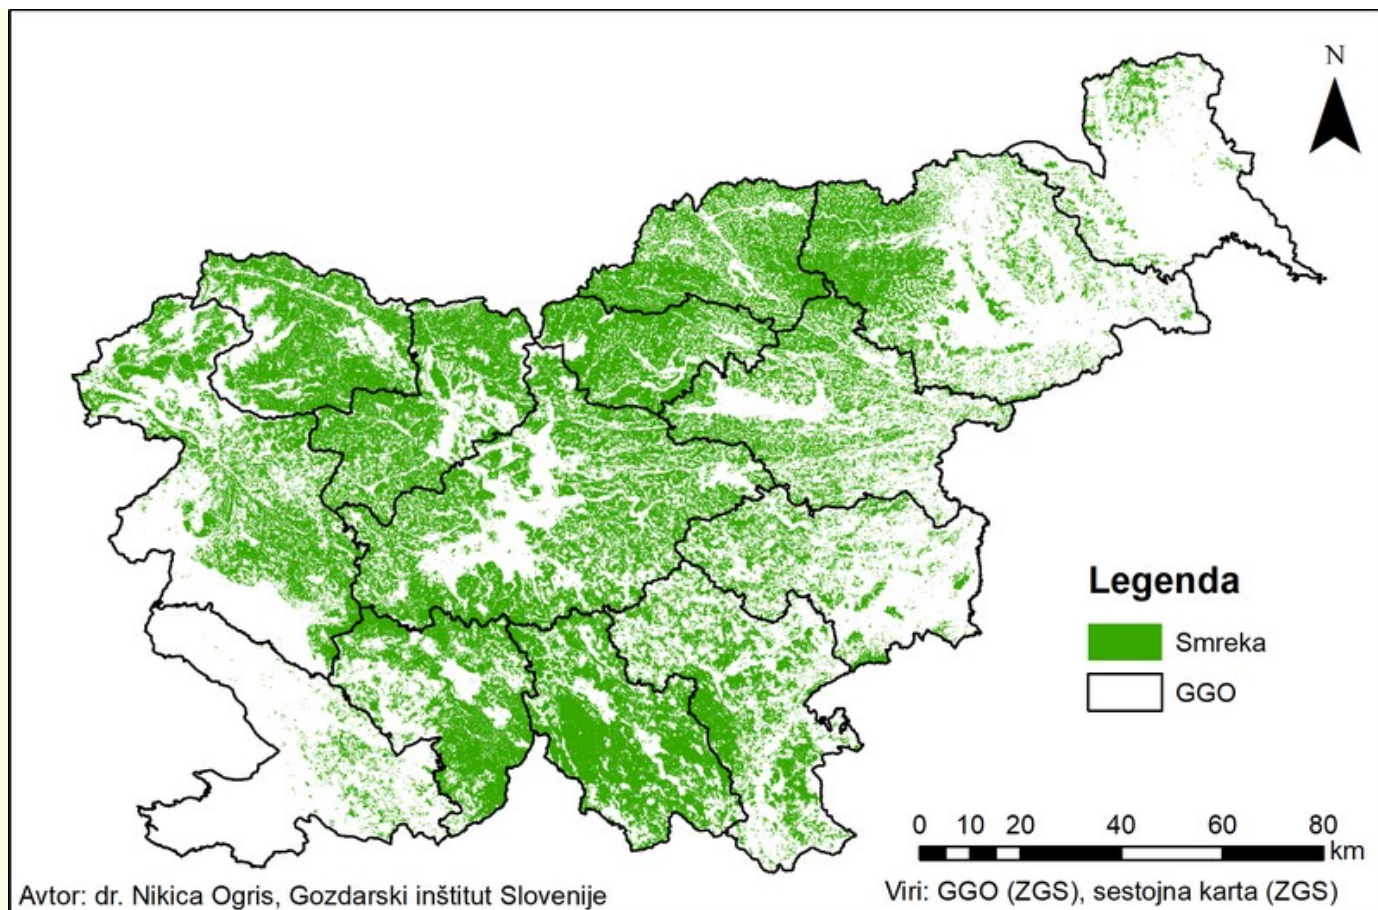 N
Legenda
Smreka
GGO
0 10 20 40 60 80
km
Avtor: dr. Nikica Ogris, Gozdarski inštitut Slovenije
Viri: GGO (ZGS), sestojna karta (ZGS)